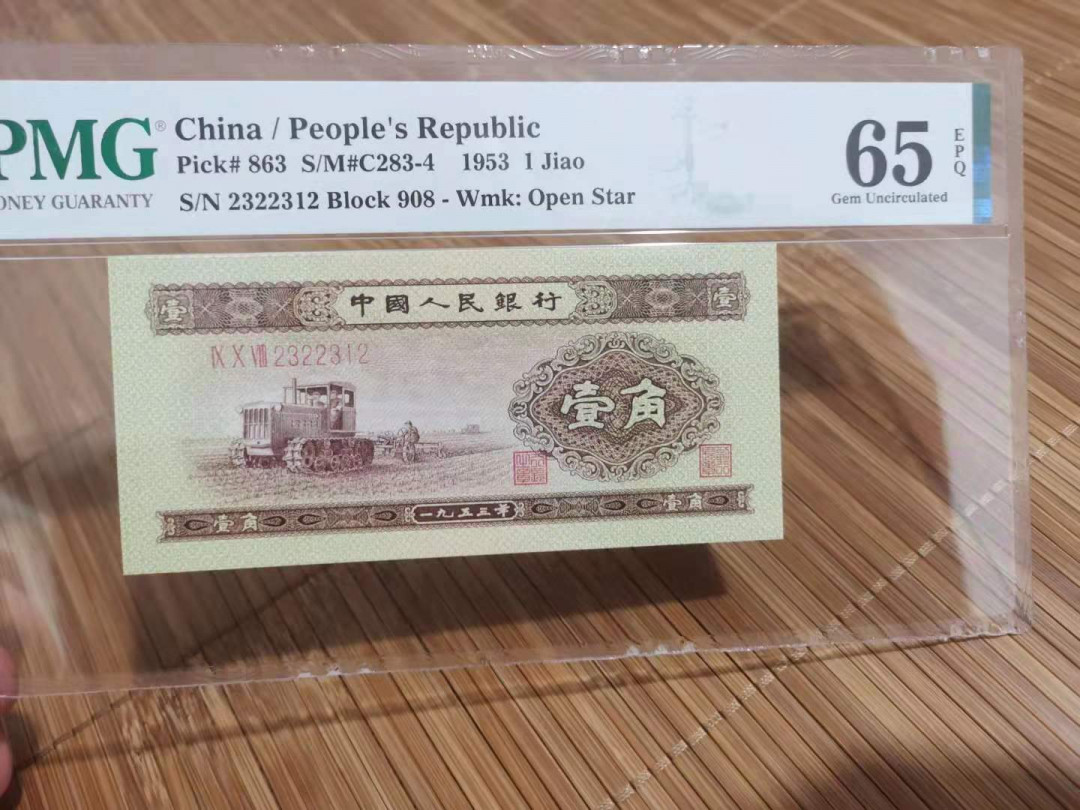 PMG®
ONEY GUARANTY
China / People's Republic
Pick# 863 S/M#C283-4 1953 1 Jiao
S/N 2322312 Block 908 - Wmk: Open Star
65
EPQ
Gem Uncirculated
壹 中國人民銀行 壹
IX X VIII 2322312
壹角
壹角 一九五三年 壹角